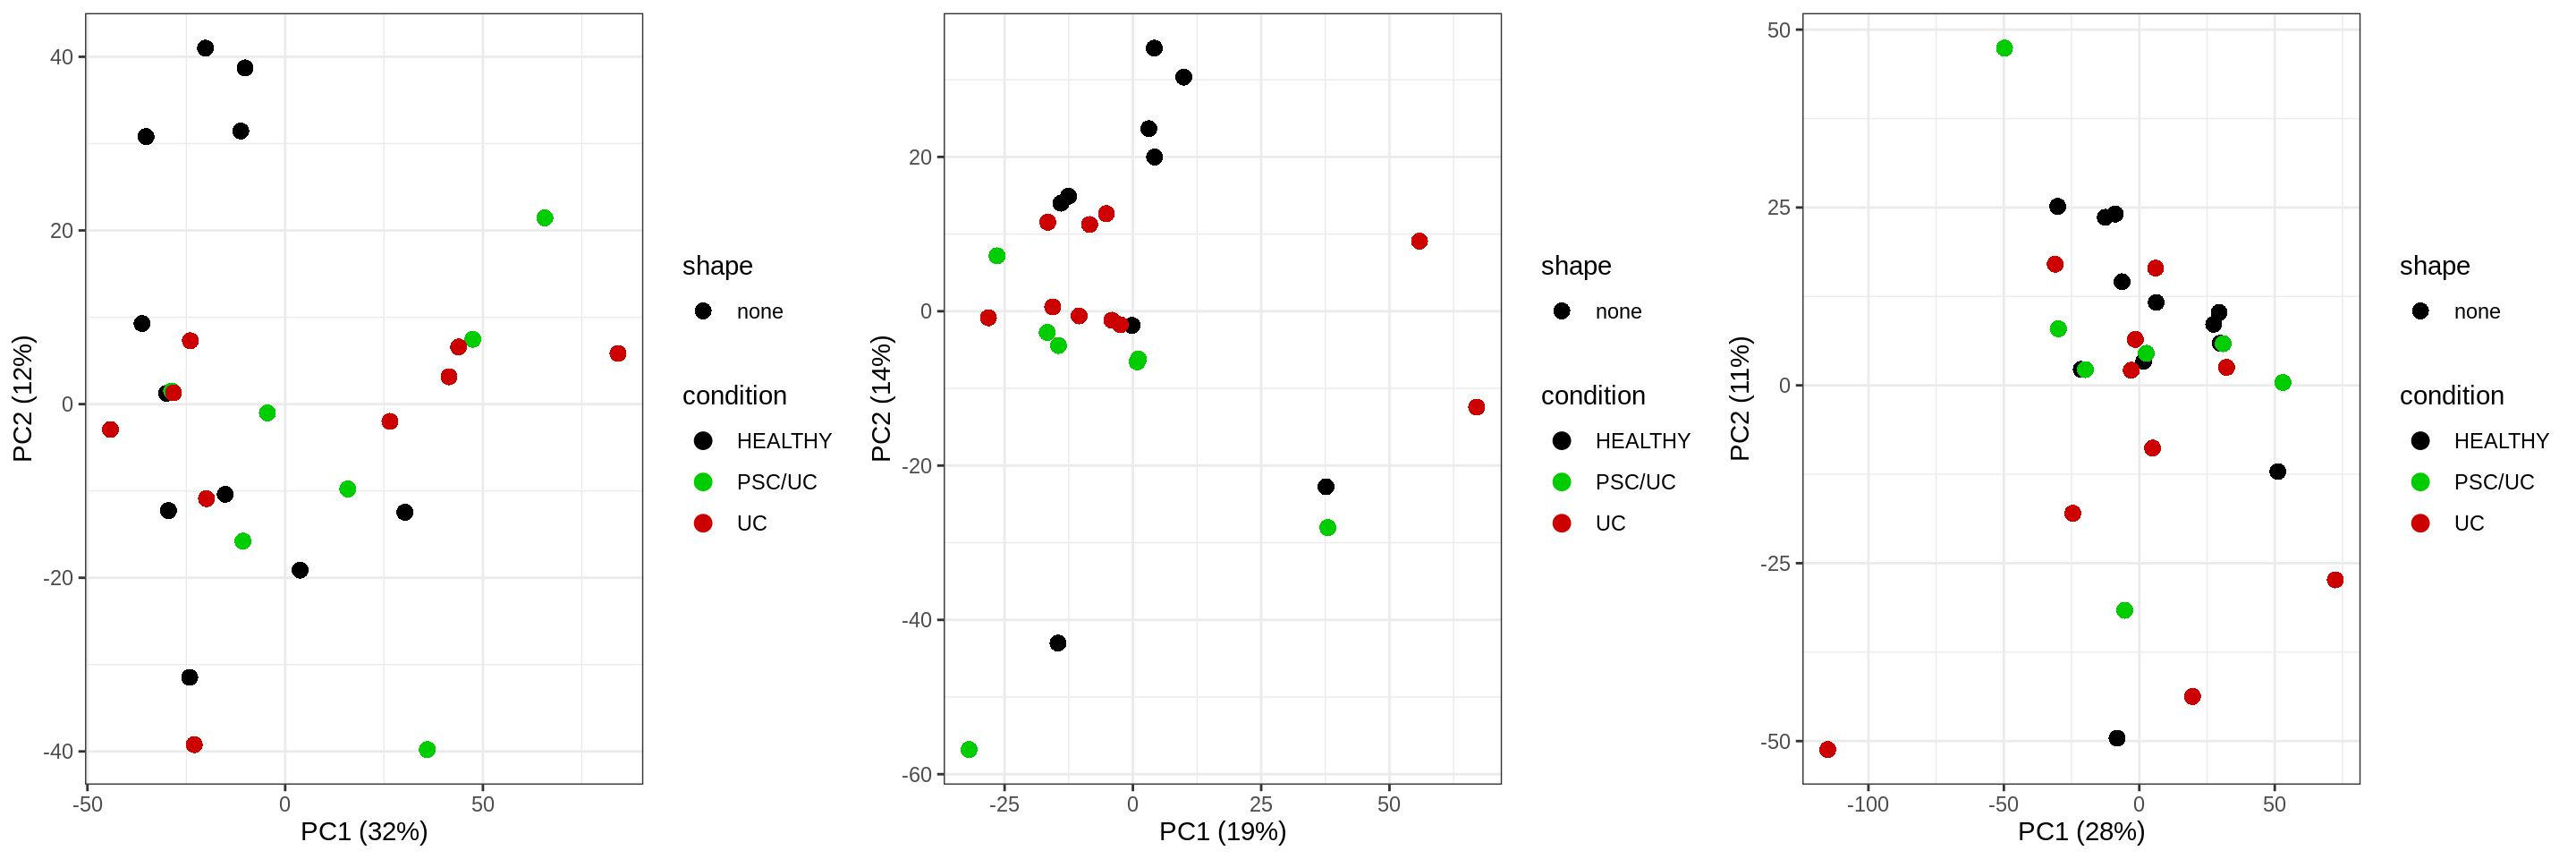 40
20
0
-20
-40
PC2 (12%)
-50
0
50
PC1 (32%)
shape
none
condition
HEALTHY
PSC/UC
UC
20
0
-20
-40
-60
PC2 (14%)
-25
0
25
50
PC1 (19%)
shape
none
condition
HEALTHY
PSC/UC
UC
50
25
0
-25
-50
PC2 (11%)
-100
-50
0
50
PC1 (28%)
shape
none
condition
HEALTHY
PSC/UC
UC